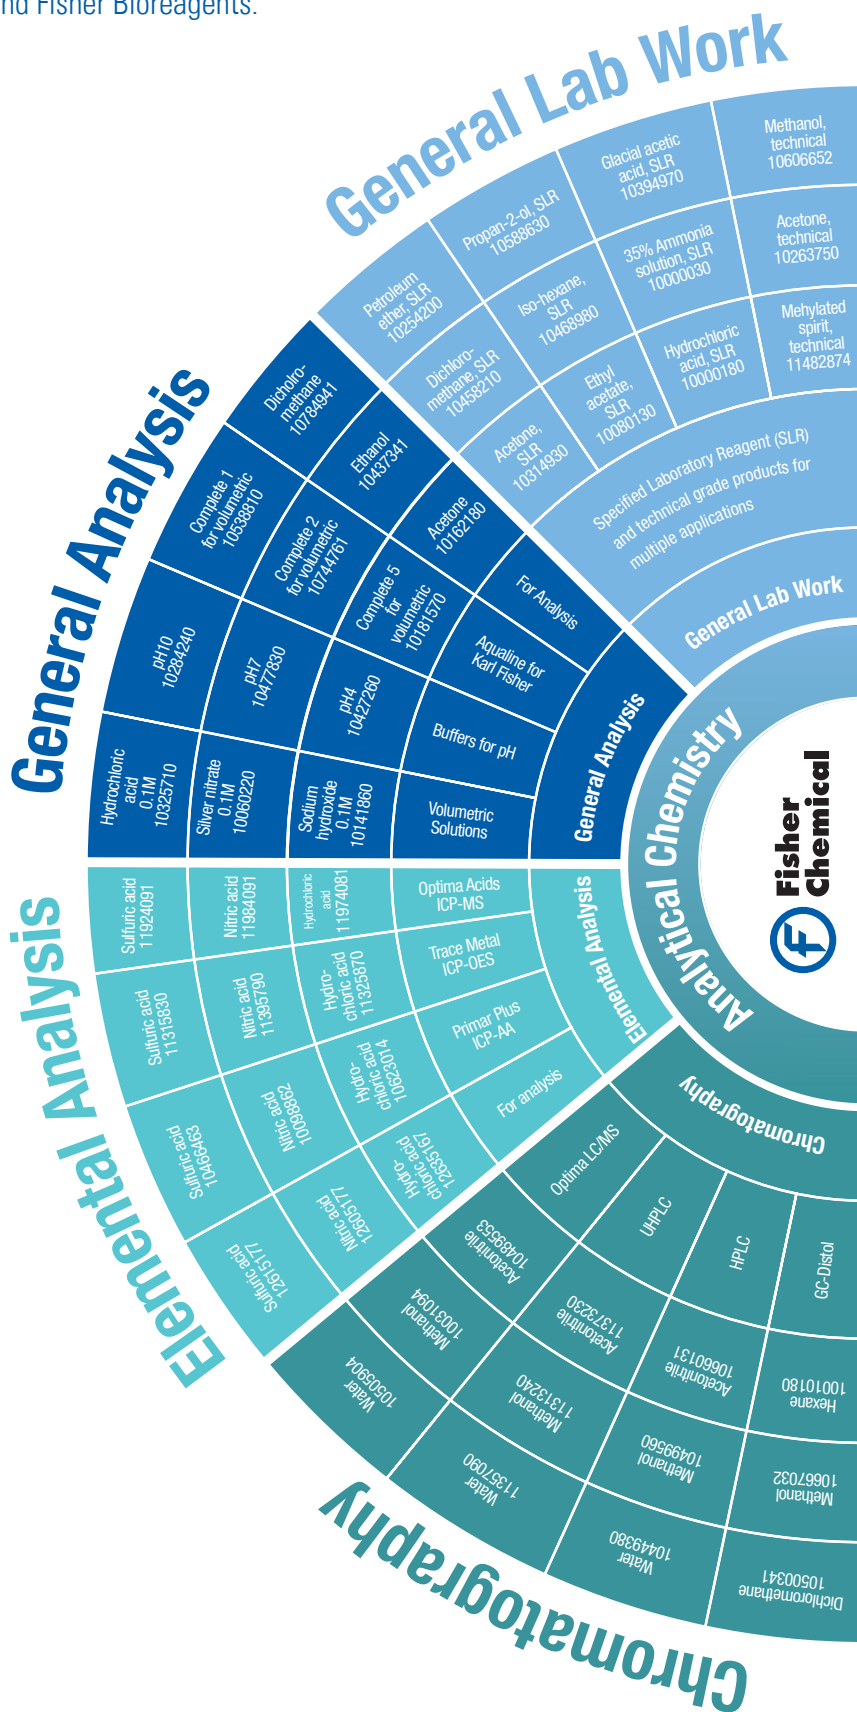 nd Fisher Bioreagents.
General Lab Work
Petroleum
ether, SLR
10254200
Propan-2-ol, SLR
10588630
Glacial acetic
acid, SLR
10394970
Methanol,
technical
10606652
Dichloro-
methane, SLR
10458210
Iso-hexane,
SLR
10468980
35% Ammonia
solution, SLR
10000030
Acetone,
technical
10263750
Acetone,
SLR
10314930
Ethyl
acetate,
SLR
10080130
Hydrochloric
acid, SLR
10000180
Mehylated
spirit,
technical
11482874
Specified Laboratory Reagent (SLR)
and technical grade products for
multiple applications
General Lab Work
General Analysis
Dicholro-
methane
10784941
Ethanol
10437341
Acetone
10162180
For Analysis
Complete 1
for volumetric
10538810
Complete 2
for volumetric
10744761
Complete 5
for
volumetric
10181570
Aqualine for
Karl Fisher
pH10
10284240
pH7
10477830
pH4
10427260
Buffers for pH
Hydrochloric
acid
0.1M
10325710
Silver nitrate
0.1M
10060220
Sodium
hydroxide
0.1M
10141860
Volumetric
Solutions
General Analysis
Analytical Chemistry
Fisher
Chemical
f
Elemental Analysis
Sulfuric acid
11924091
Nitric acid
11984091
Hydrochloric
acid
11974081
Optima Acids
ICP-MS
Sulfuric acid
11315830
Nitric acid
11395790
Hydro-
chloric acid
11325870
Trace Metal
ICP-OES
Sulfuric acid
10466463
Nitric acid
10098862
Hydro-
chloric acid
10623014
Primar Plus
ICP-AA
Sulfuric acid
12615177
Nitric acid
12605177
Hydro-
chloric acid
12635167
For analysis
Elemental Analysis
Chromatography
Optima LC/MS
UHPLC
HPLC
GC-Distol
Acetonitrile
10489553
Acetonitrile
11373230
Acetonitrile
10660131
Hexane
10010180
Methanol
10031094
Methanol
11313240
Methanol
10499560
Methanol
10667032
Water
10505904
Water
11357090
Water
10449380
Dichloromethane
10500341
Chromatography